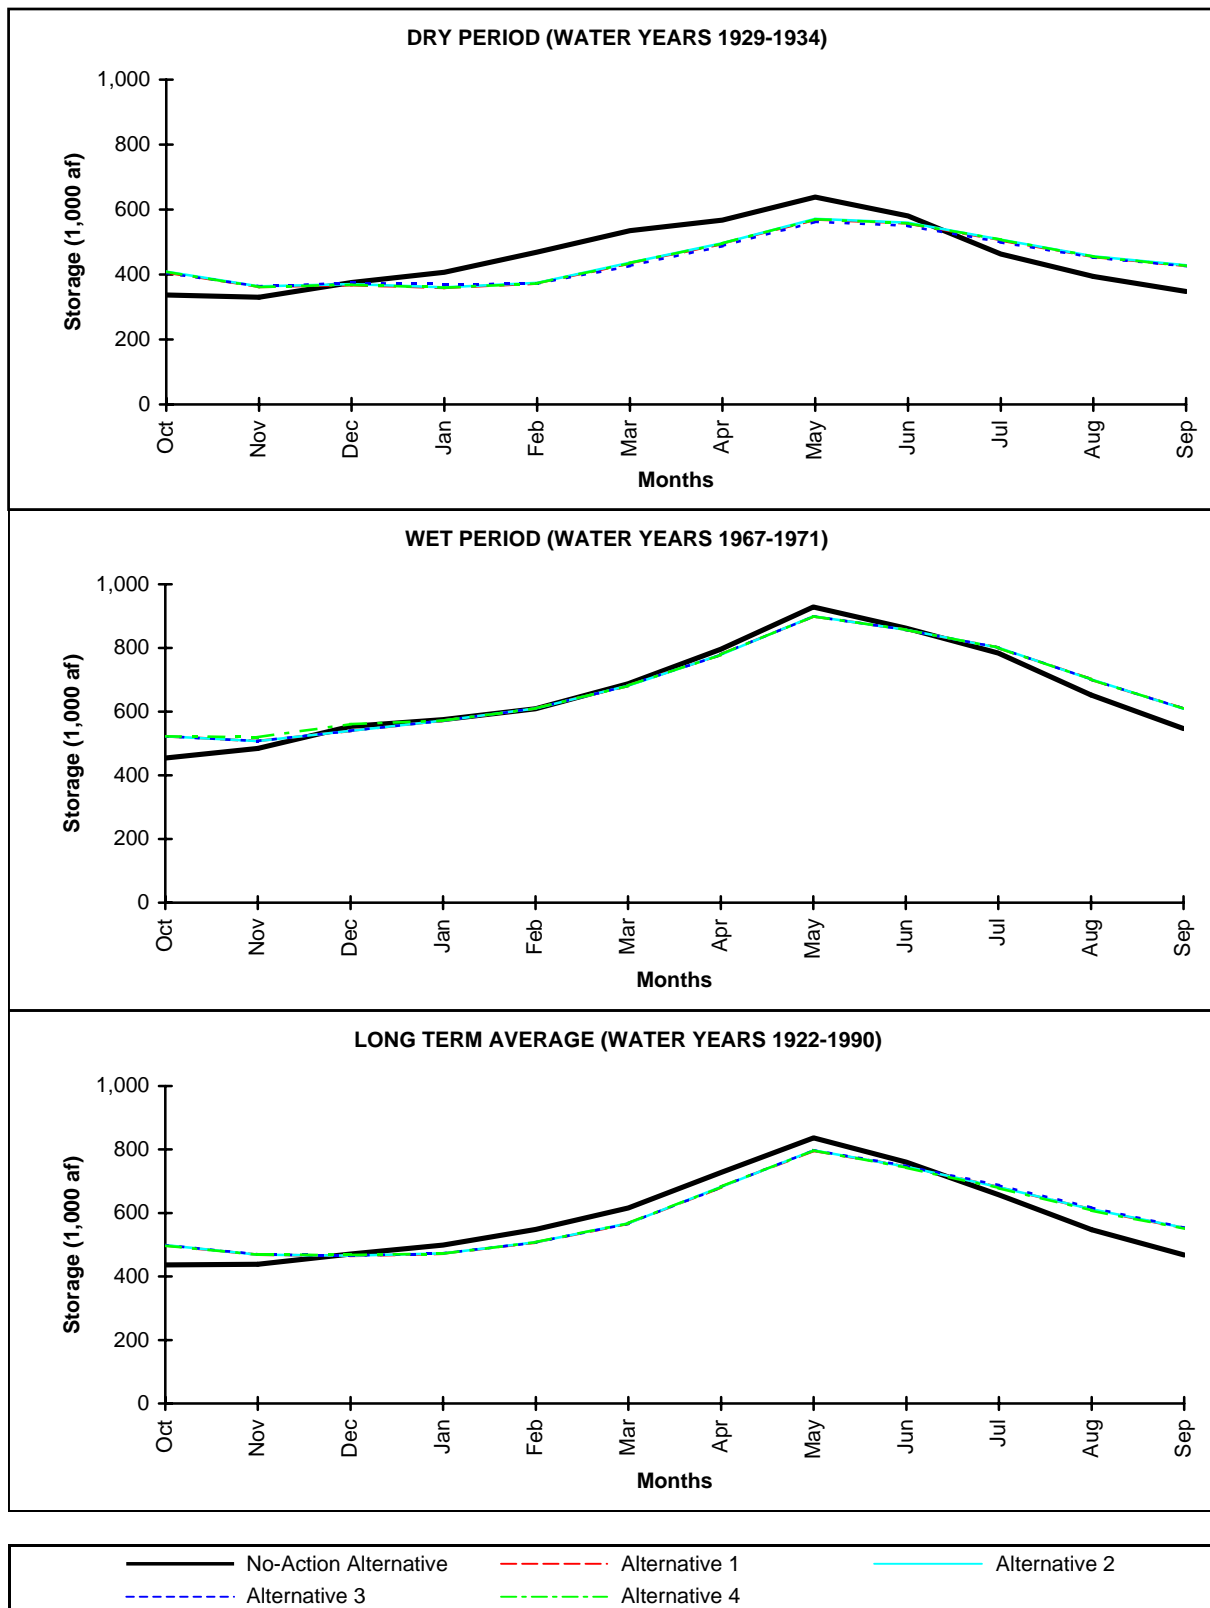 DRY PERIOD (WATER YEARS 1929-1934)
1,000
800
600
400
200
0
Storage (1,000 af)
Oct Nov Dec Jan Feb Mar Apr May Jun Jul Aug Sep
Months
WET PERIOD (WATER YEARS 1967-1971)
1,000
800
600
400
200
0
Storage (1,000 af)
Oct Nov Dec Jan Feb Mar Apr May Jun Jul Aug Sep
Months
LONG TERM AVERAGE (WATER YEARS 1922-1990)
1,000
800
600
400
200
0
Storage (1,000 af)
Oct Nov Dec Jan Feb Mar Apr May Jun Jul Aug Sep
Months
No-Action Alternative Alternative 1 Alternative 2
Alternative 3 Alternative 4